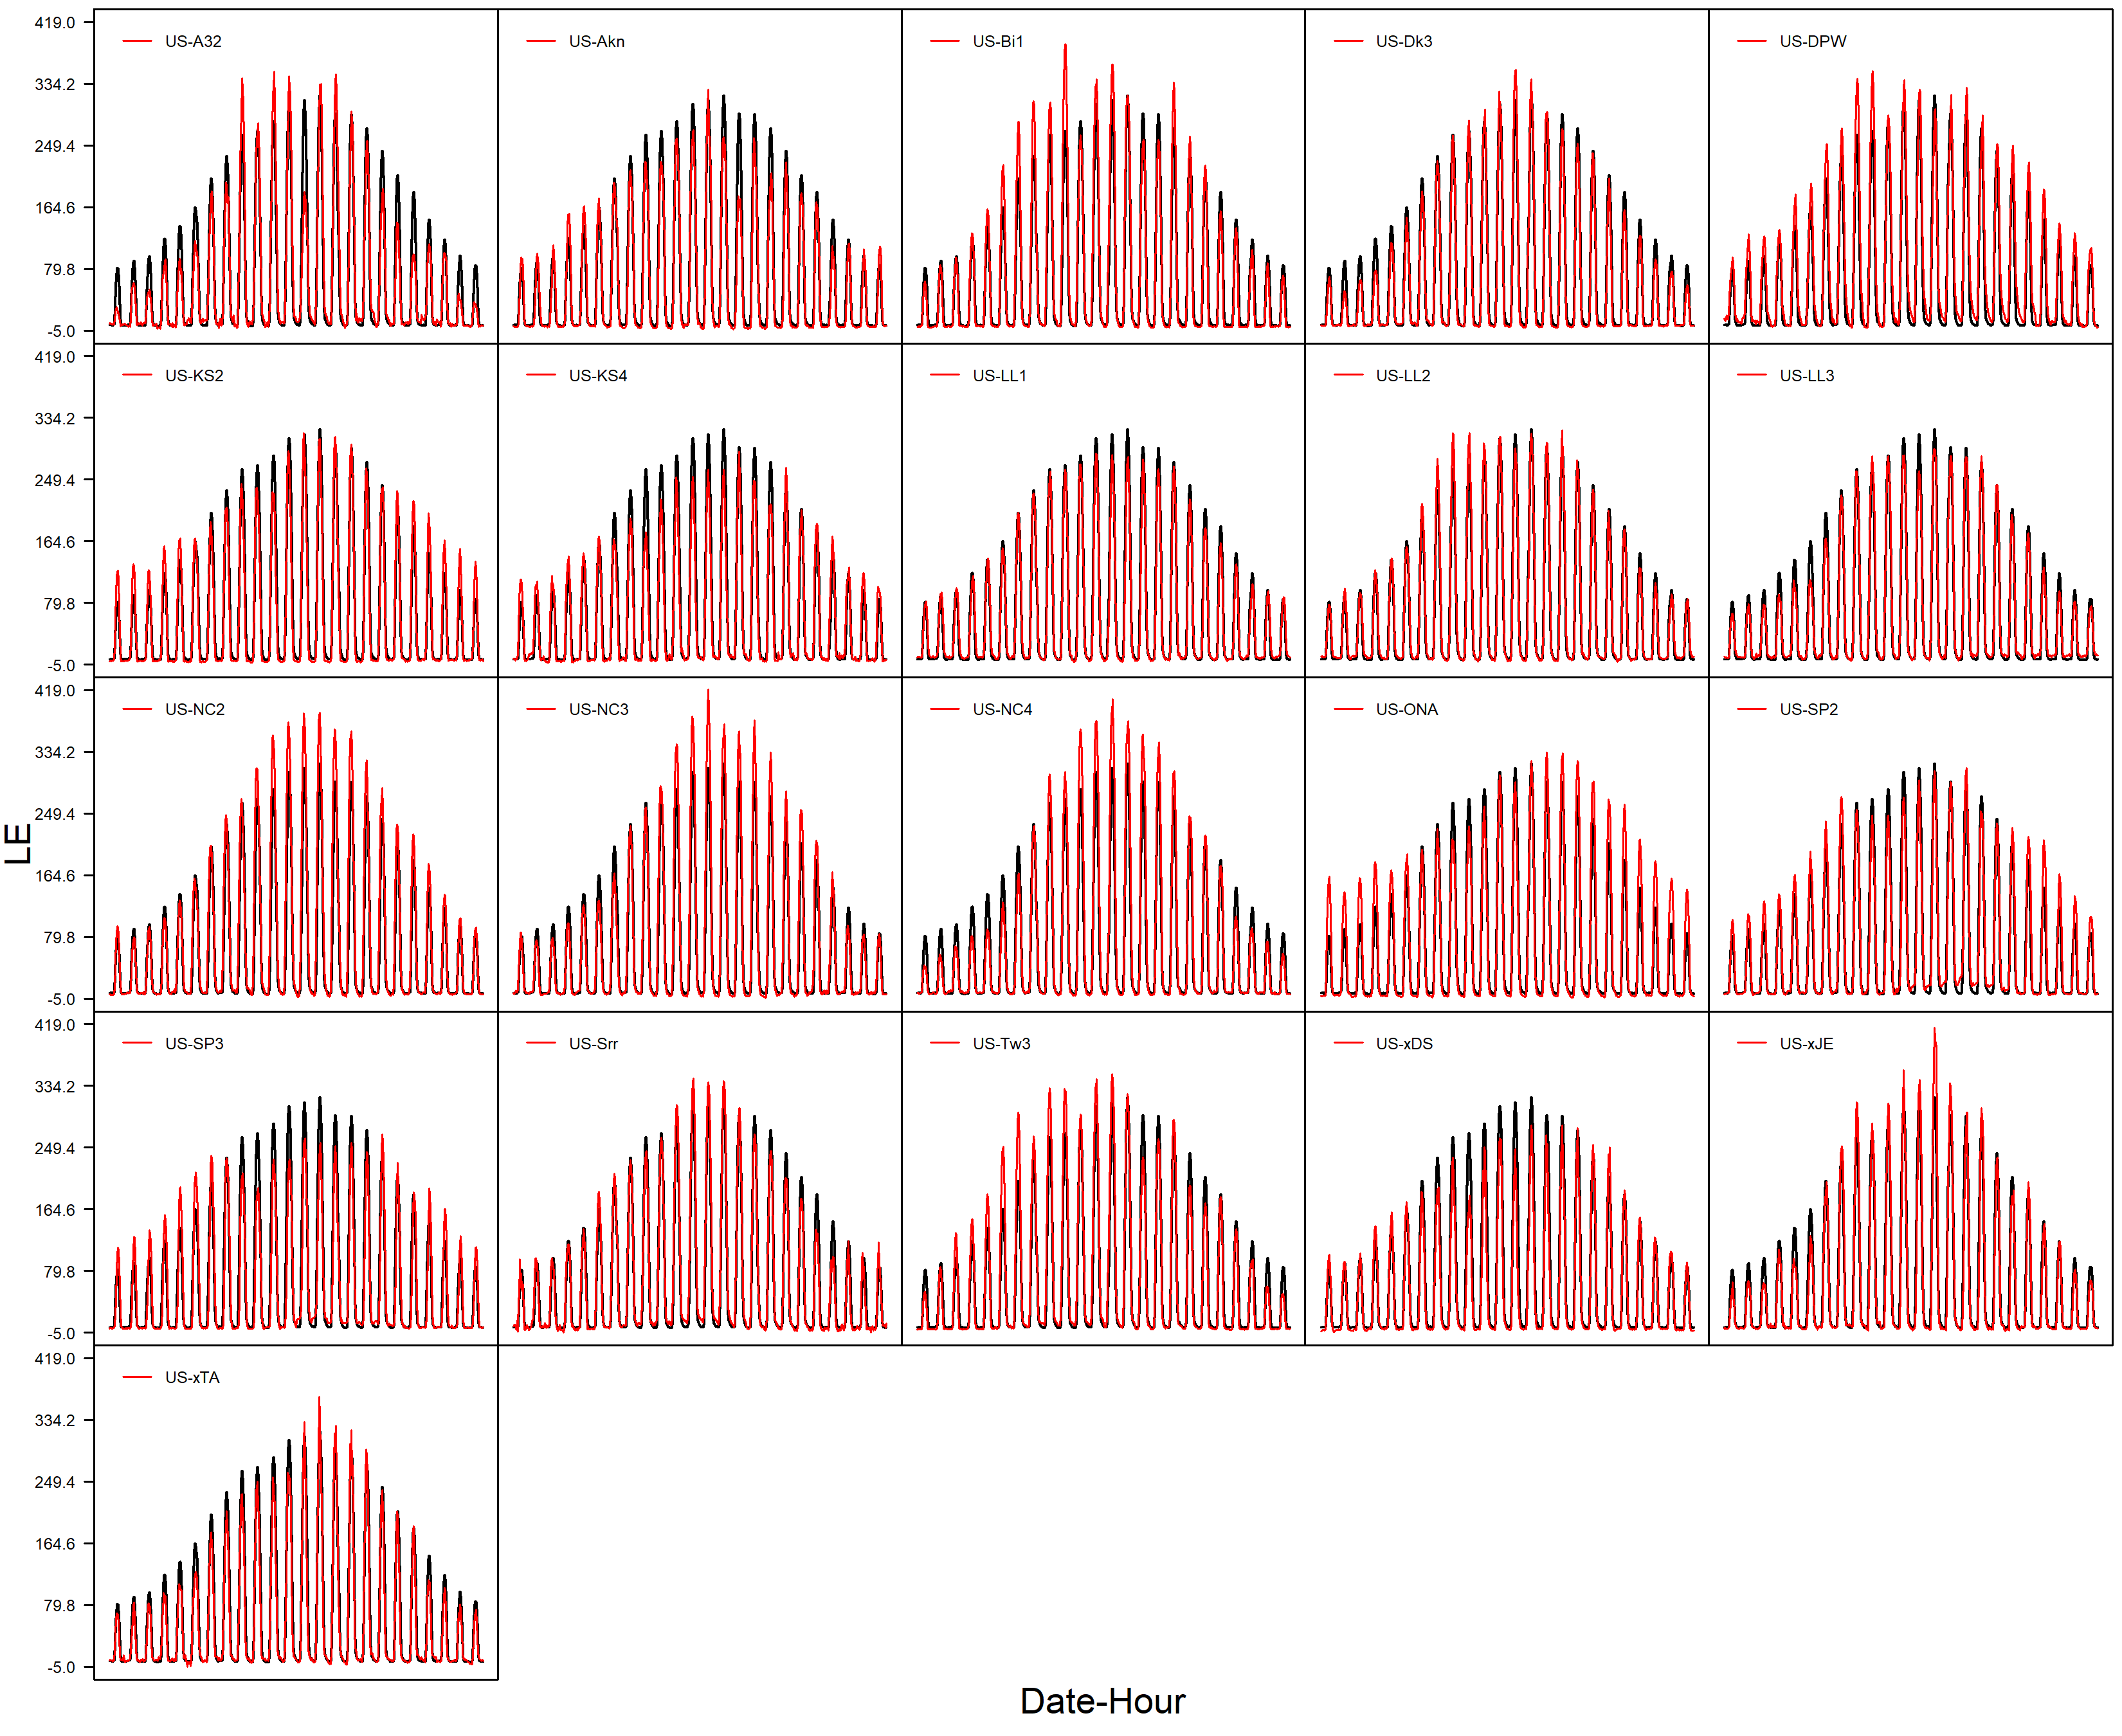 419.0
334.2
249.4
164.6
79.8
-5.0
US-A32
US-Akn
US-Bi1
US-Dk3
US-DPW
419.0
334.2
249.4
164.6
79.8
-5.0
US-KS2
US-KS4
US-LL1
US-LL2
US-LL3
419.0
334.2
249.4
164.6
79.8
-5.0
US-NC2
US-NC3
US-NC4
US-ONA
US-SP2
LE
419.0
334.2
249.4
164.6
79.8
-5.0
US-SP3
US-Srr
US-Tw3
US-xDS
US-xJE
419.0
334.2
249.4
164.6
79.8
-5.0
US-xTA
Date-Hour